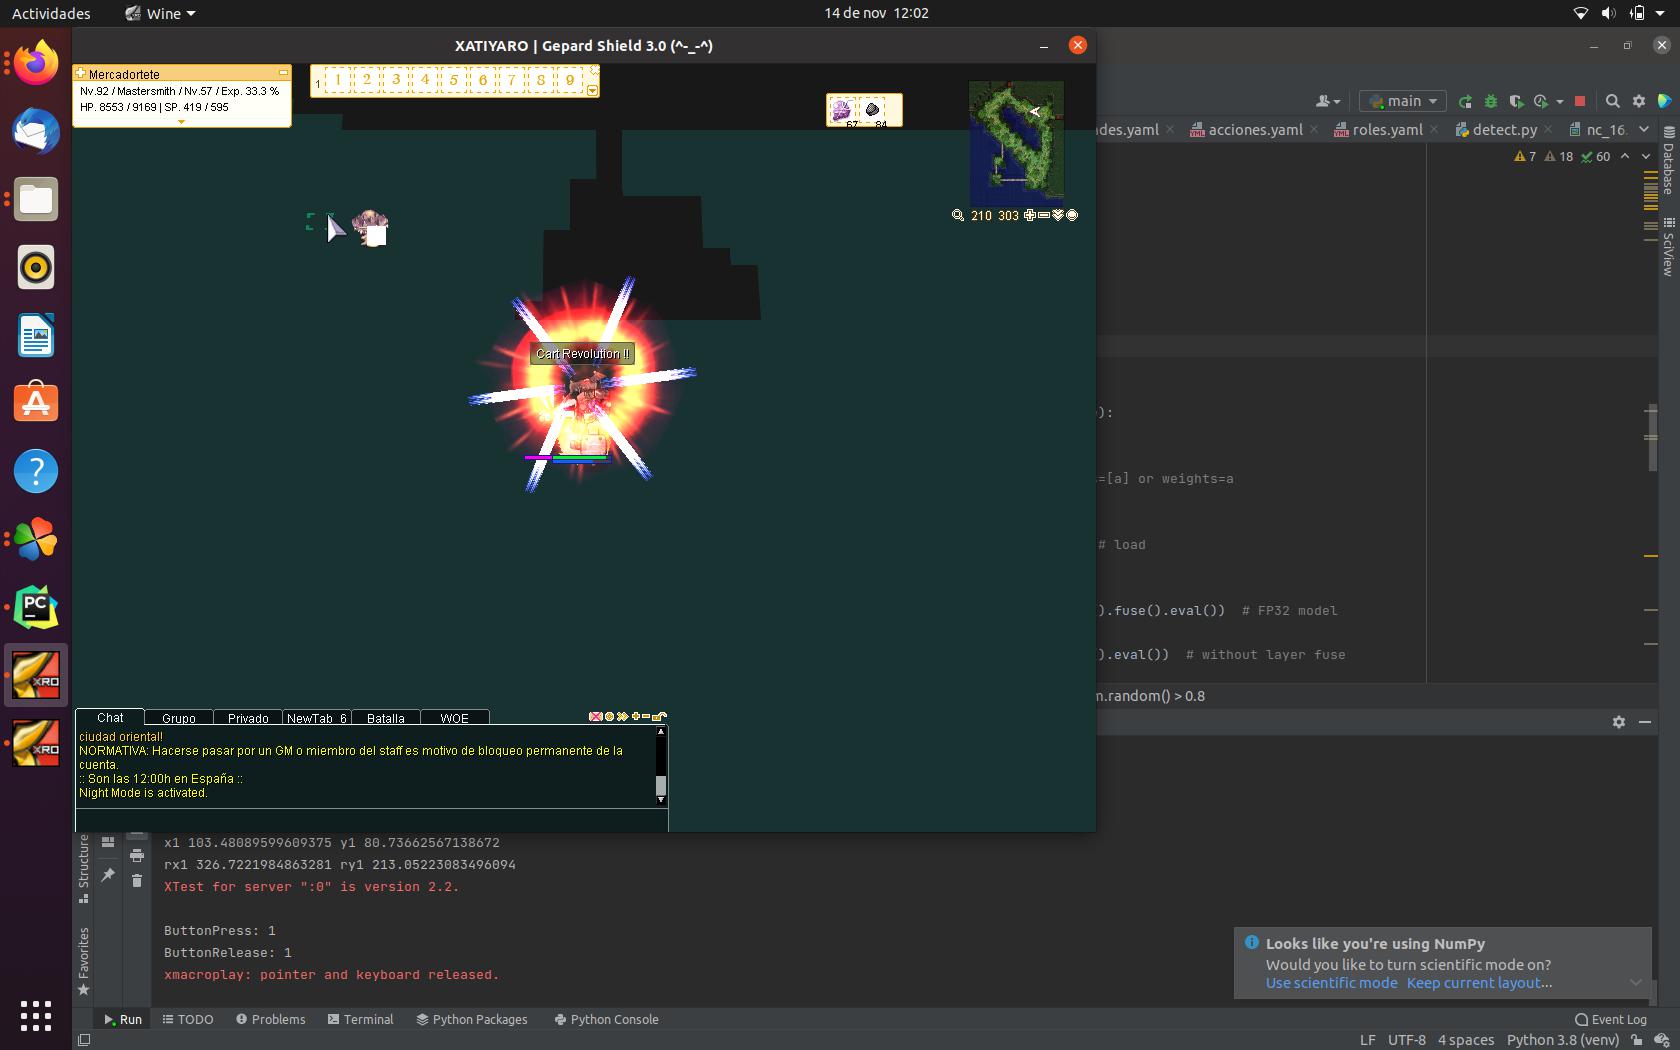 Actividades
Wine
14 de nov 12:02
XATIYARO | Gepard Shield 3.0 (^-_-^)
Mercadortete
Nv.92 / Mastersmith / Nv.57 / Exp. 33.3 %
HP. 8553 / 9169 | SP. 419 / 595
1 1 2 3 4 5 6 7 8 9
67 84
210 303
main
des.yaml
acciones.yaml
roles.yaml
detect.py
nc_16.
7 18 60
Database
SciView
Cart Revolution !!
):
=[a] or weights=a
# load
).fuse().eval()) # FP32 model
).eval()) # without layer fuse
m.random() > 0.8
PC
XRO
XRO
Chat Grupo Privado NewTab_6 Batalla WOE
ciudad oriental!
NORMATIVA: Hacerse pasar por un GM o miembro del staff es motivo de bloqueo permanente de la
cuenta.
:: Son las 12:00h en España ::
Night Mode is activated.
Structure
Favorites
x1 103.48089599609375 y1 80.73662567138672
rx1 326.7221984863281 ry1 213.05223083496094
XTest for server ":0" is version 2.2.
ButtonPress: 1
ButtonRelease: 1
xmacroplay: pointer and keyboard released.
Looks like you're using NumPy
Would you like to turn scientific mode on?
Use scientific mode Keep current layout...
Run TODO Problems Terminal Python Packages Python Console
Event Log
LF UTF-8 4 spaces Python 3.8 (venv)